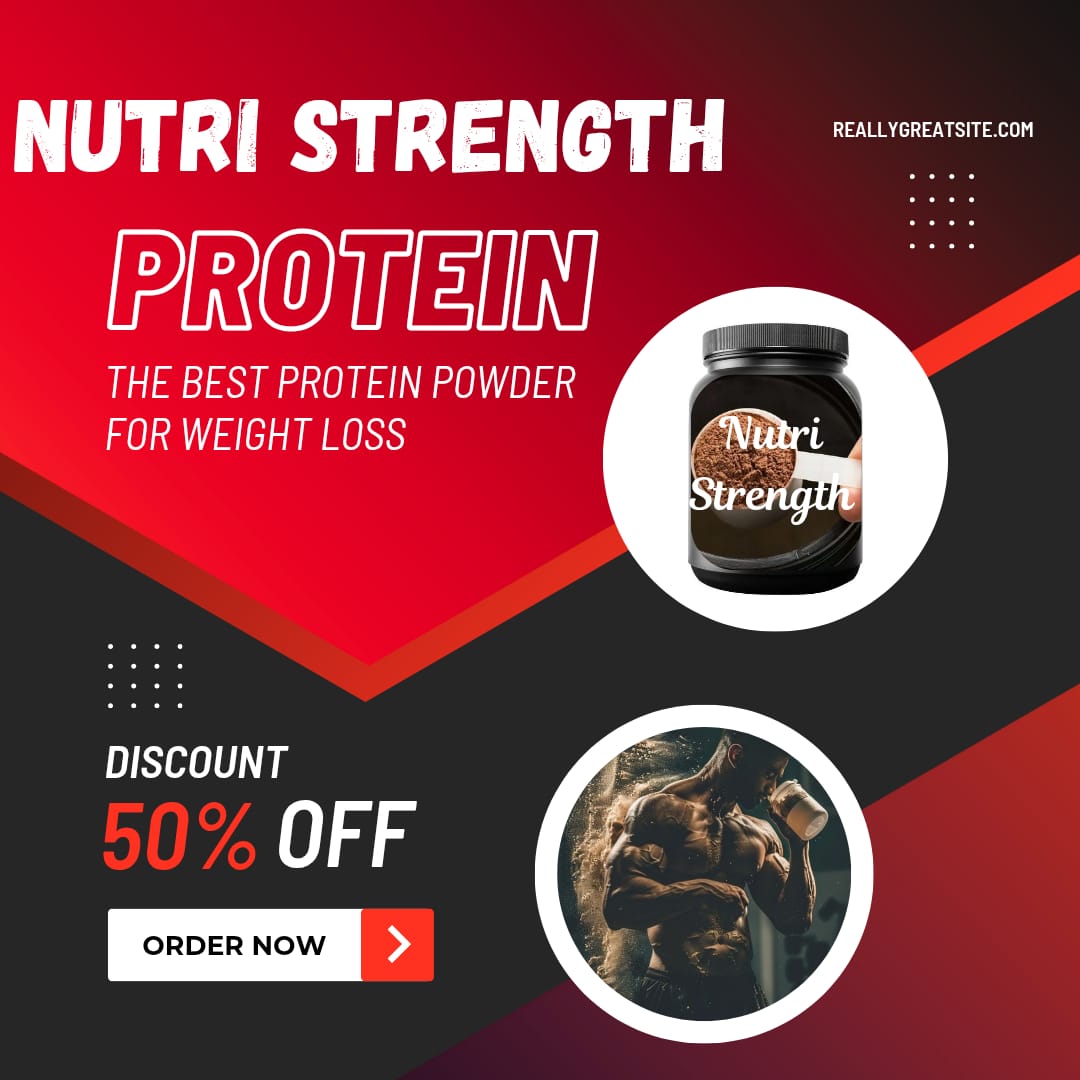 NUTRI STRENGTH
REALLYGREATSITE.COM
PROTEIN
THE BEST PROTEIN POWDER
FOR WEIGHT LOSS
Nutri
Strength
DISCOUNT
50% OFF
ORDER NOW